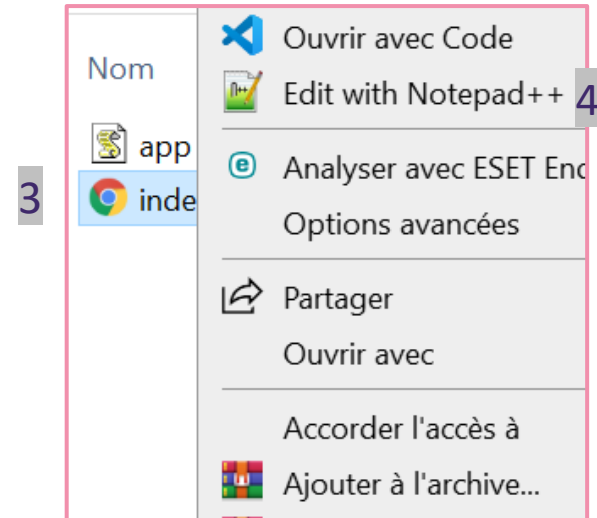 Nom
app
3 inde
Ouvrir avec Code
Edit with Notepad++ 4
Analyser avec ESET End
Options avancées
Partager
Ouvrir avec
Accorder l'accès à
Ajouter à l'archive...